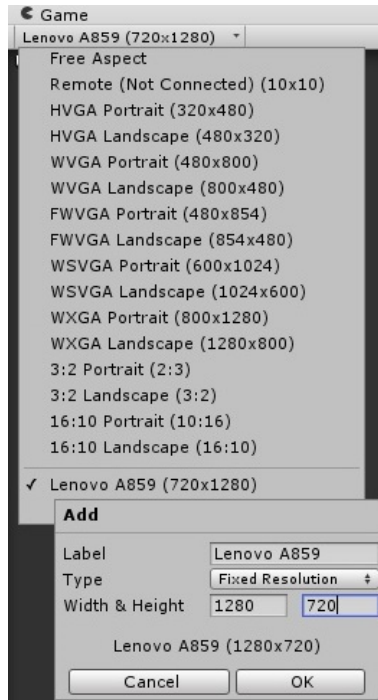 Game
Lenovo A859 (720x1280)
Free Aspect
Remote (Not Connected) (10x10)
HVGA Portrait (320x480)
HVGA Landscape (480x320)
WVGA Portrait (480x800)
WVGA Landscape (800x480)
FWVGA Portrait (480x854)
FWVGA Landscape (854x480)
WSVGA Portrait (600x1024)
WSVGA Landscape (1024x600)
WXGA Portrait (800x1280)
WXGA Landscape (1280x800)
3:2 Portrait (2:3)
3:2 Landscape (3:2)
16:10 Portrait (10:16)
16:10 Landscape (16:10)
✓ Lenovo A859 (720x1280)
Add
Label Lenovo A859
Type Fixed Resolution
Width & Height 1280 720
Lenovo A859 (1280x720)
Cancel OK